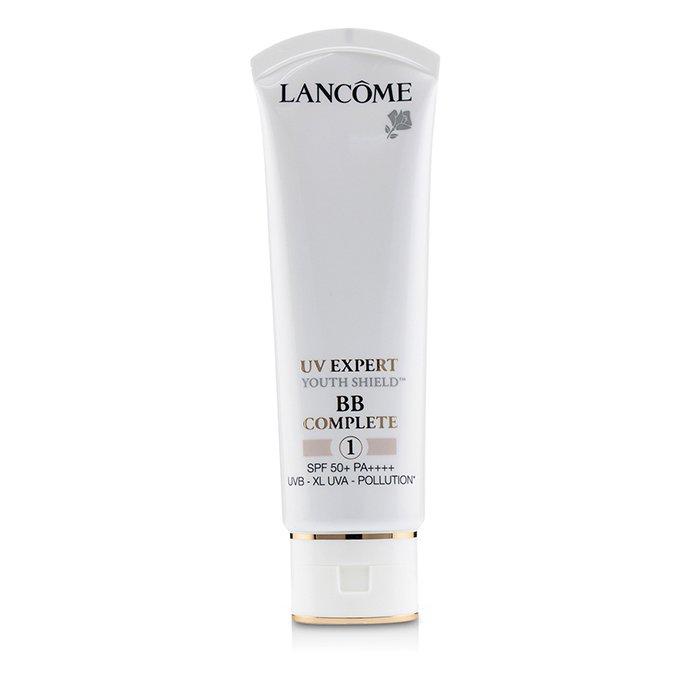 LANCÔME
UV EXPERT
YOUTH SHIELD™
BB
COMPLETE
1
SPF 50+ PA++++
UVB - XL UVA - POLLUTION*